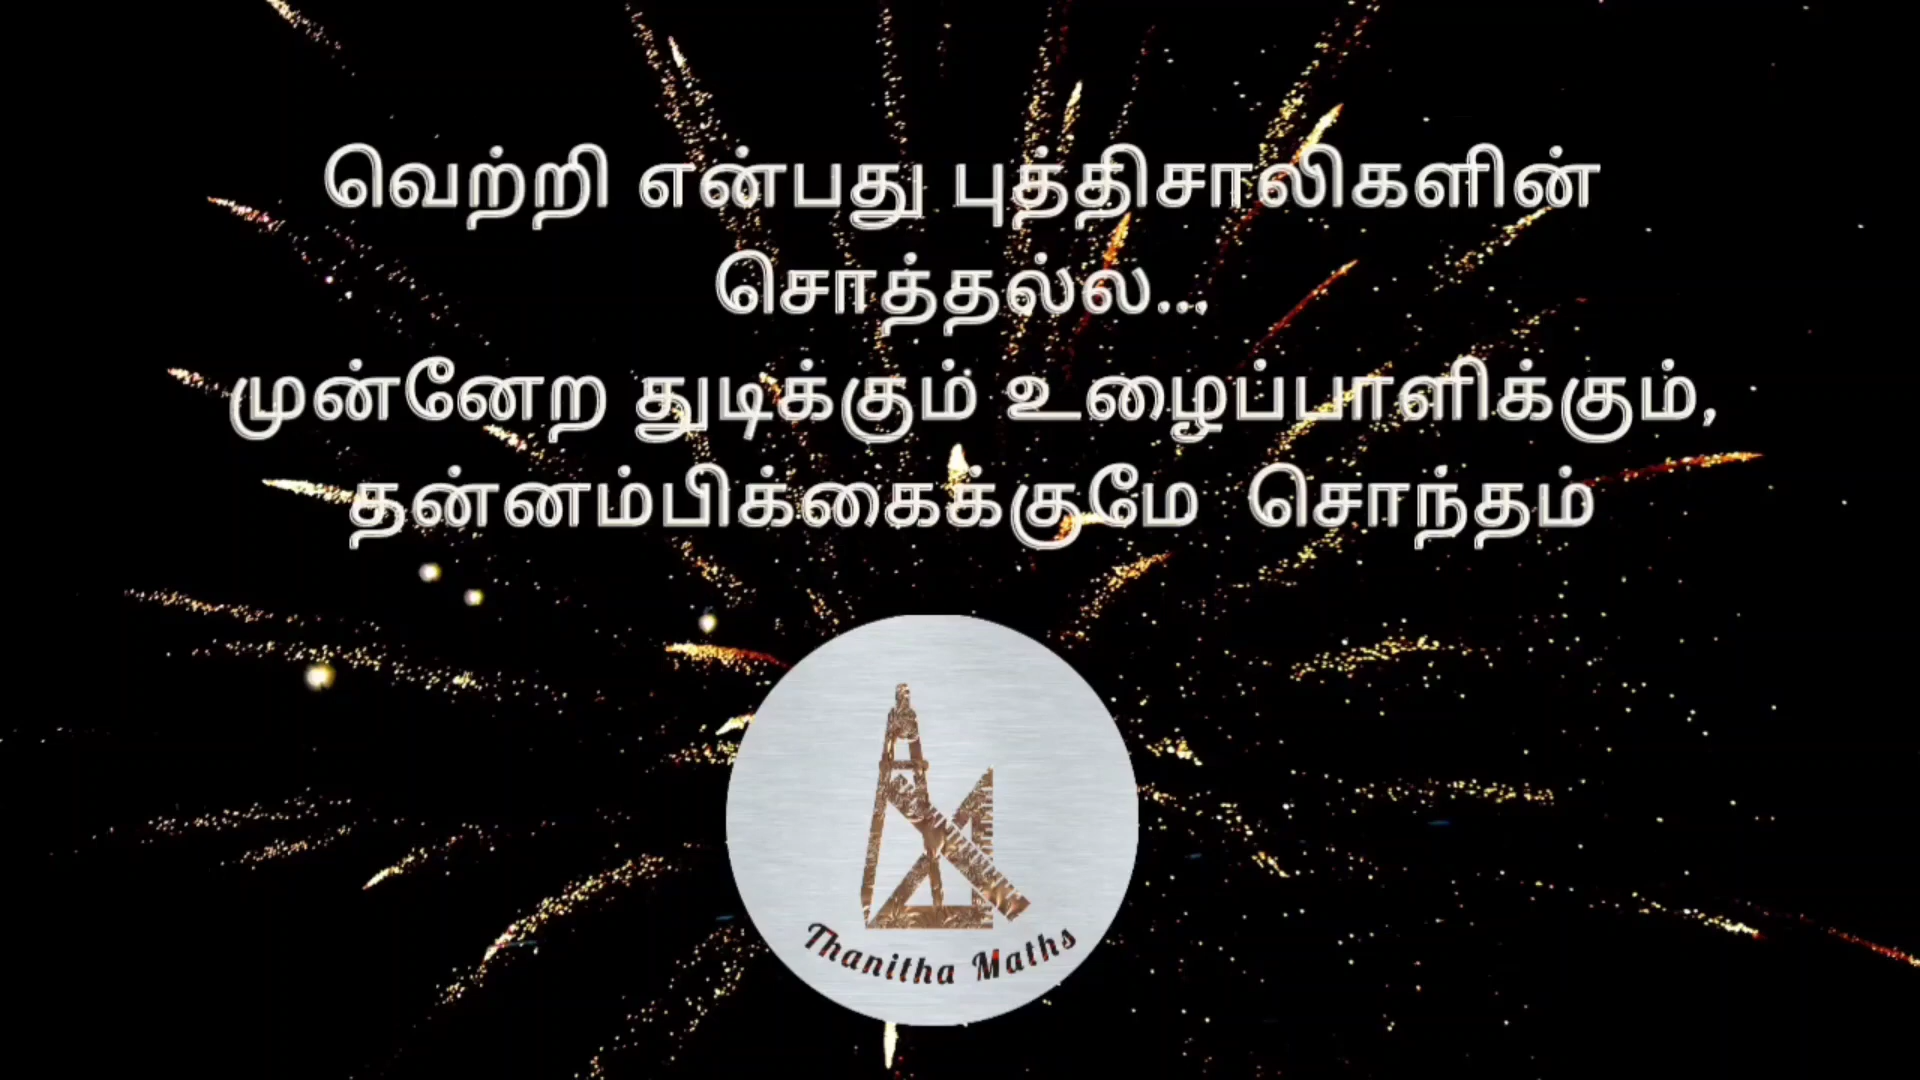 வெற்றி என்பது புத்திசாலிகளின்
சொத்தல்ல...
முன்னேற துடிக்கும் உழைப்பாளிக்கும்,
தன்னம்பிக்கைக்குமே சொந்தம்
Thanitha Maths